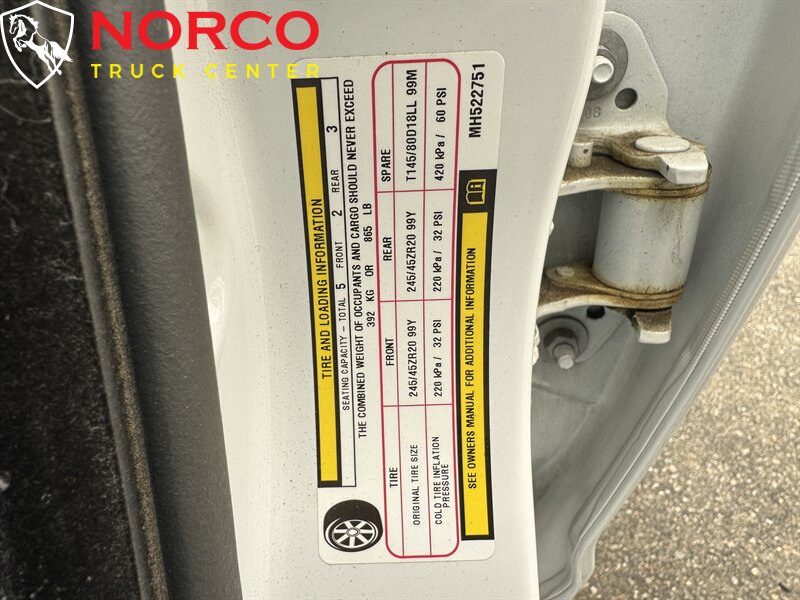 NORCO
TRUCK CENTER
TIRE AND LOADING INFORMATION
SEATING CAPACITY - TOTAL 5 FRONT 2 REAR 3
THE COMBINED WEIGHT OF OCCUPANTS AND CARGO SHOULD NEVER EXCEED
392 KG OR 865 LB
TIRE FRONT REAR SPARE
ORIGINAL TIRE SIZE 245/45ZR20 99Y 245/45ZR20 99Y T145/80D18LL 99M
COLD TIRE INFLATION
PRESSURE 220 kPa / 32 PSI 220 kPa / 32 PSI 420 kPa / 60 PSI
SEE OWNERS MANUAL FOR ADDITIONAL INFORMATION
MH522751